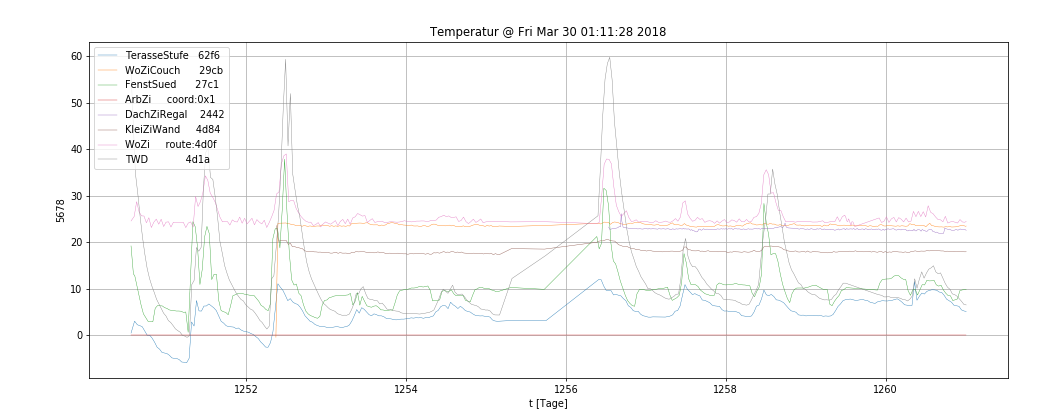 Temperatur @ Fri Mar 30 01:11:28 2018
60
50
40
30
20
10
0
5678
TerasseStufe 62f6
WoZiCouch 29cb
FenstSued 27c1
ArbZi coord:0x1
DachZiRegal 2442
KleiZiWand 4d84
WoZi route:4d0f
TWD 4d1a
1252 1254 1256 1258 1260
t [Tage]